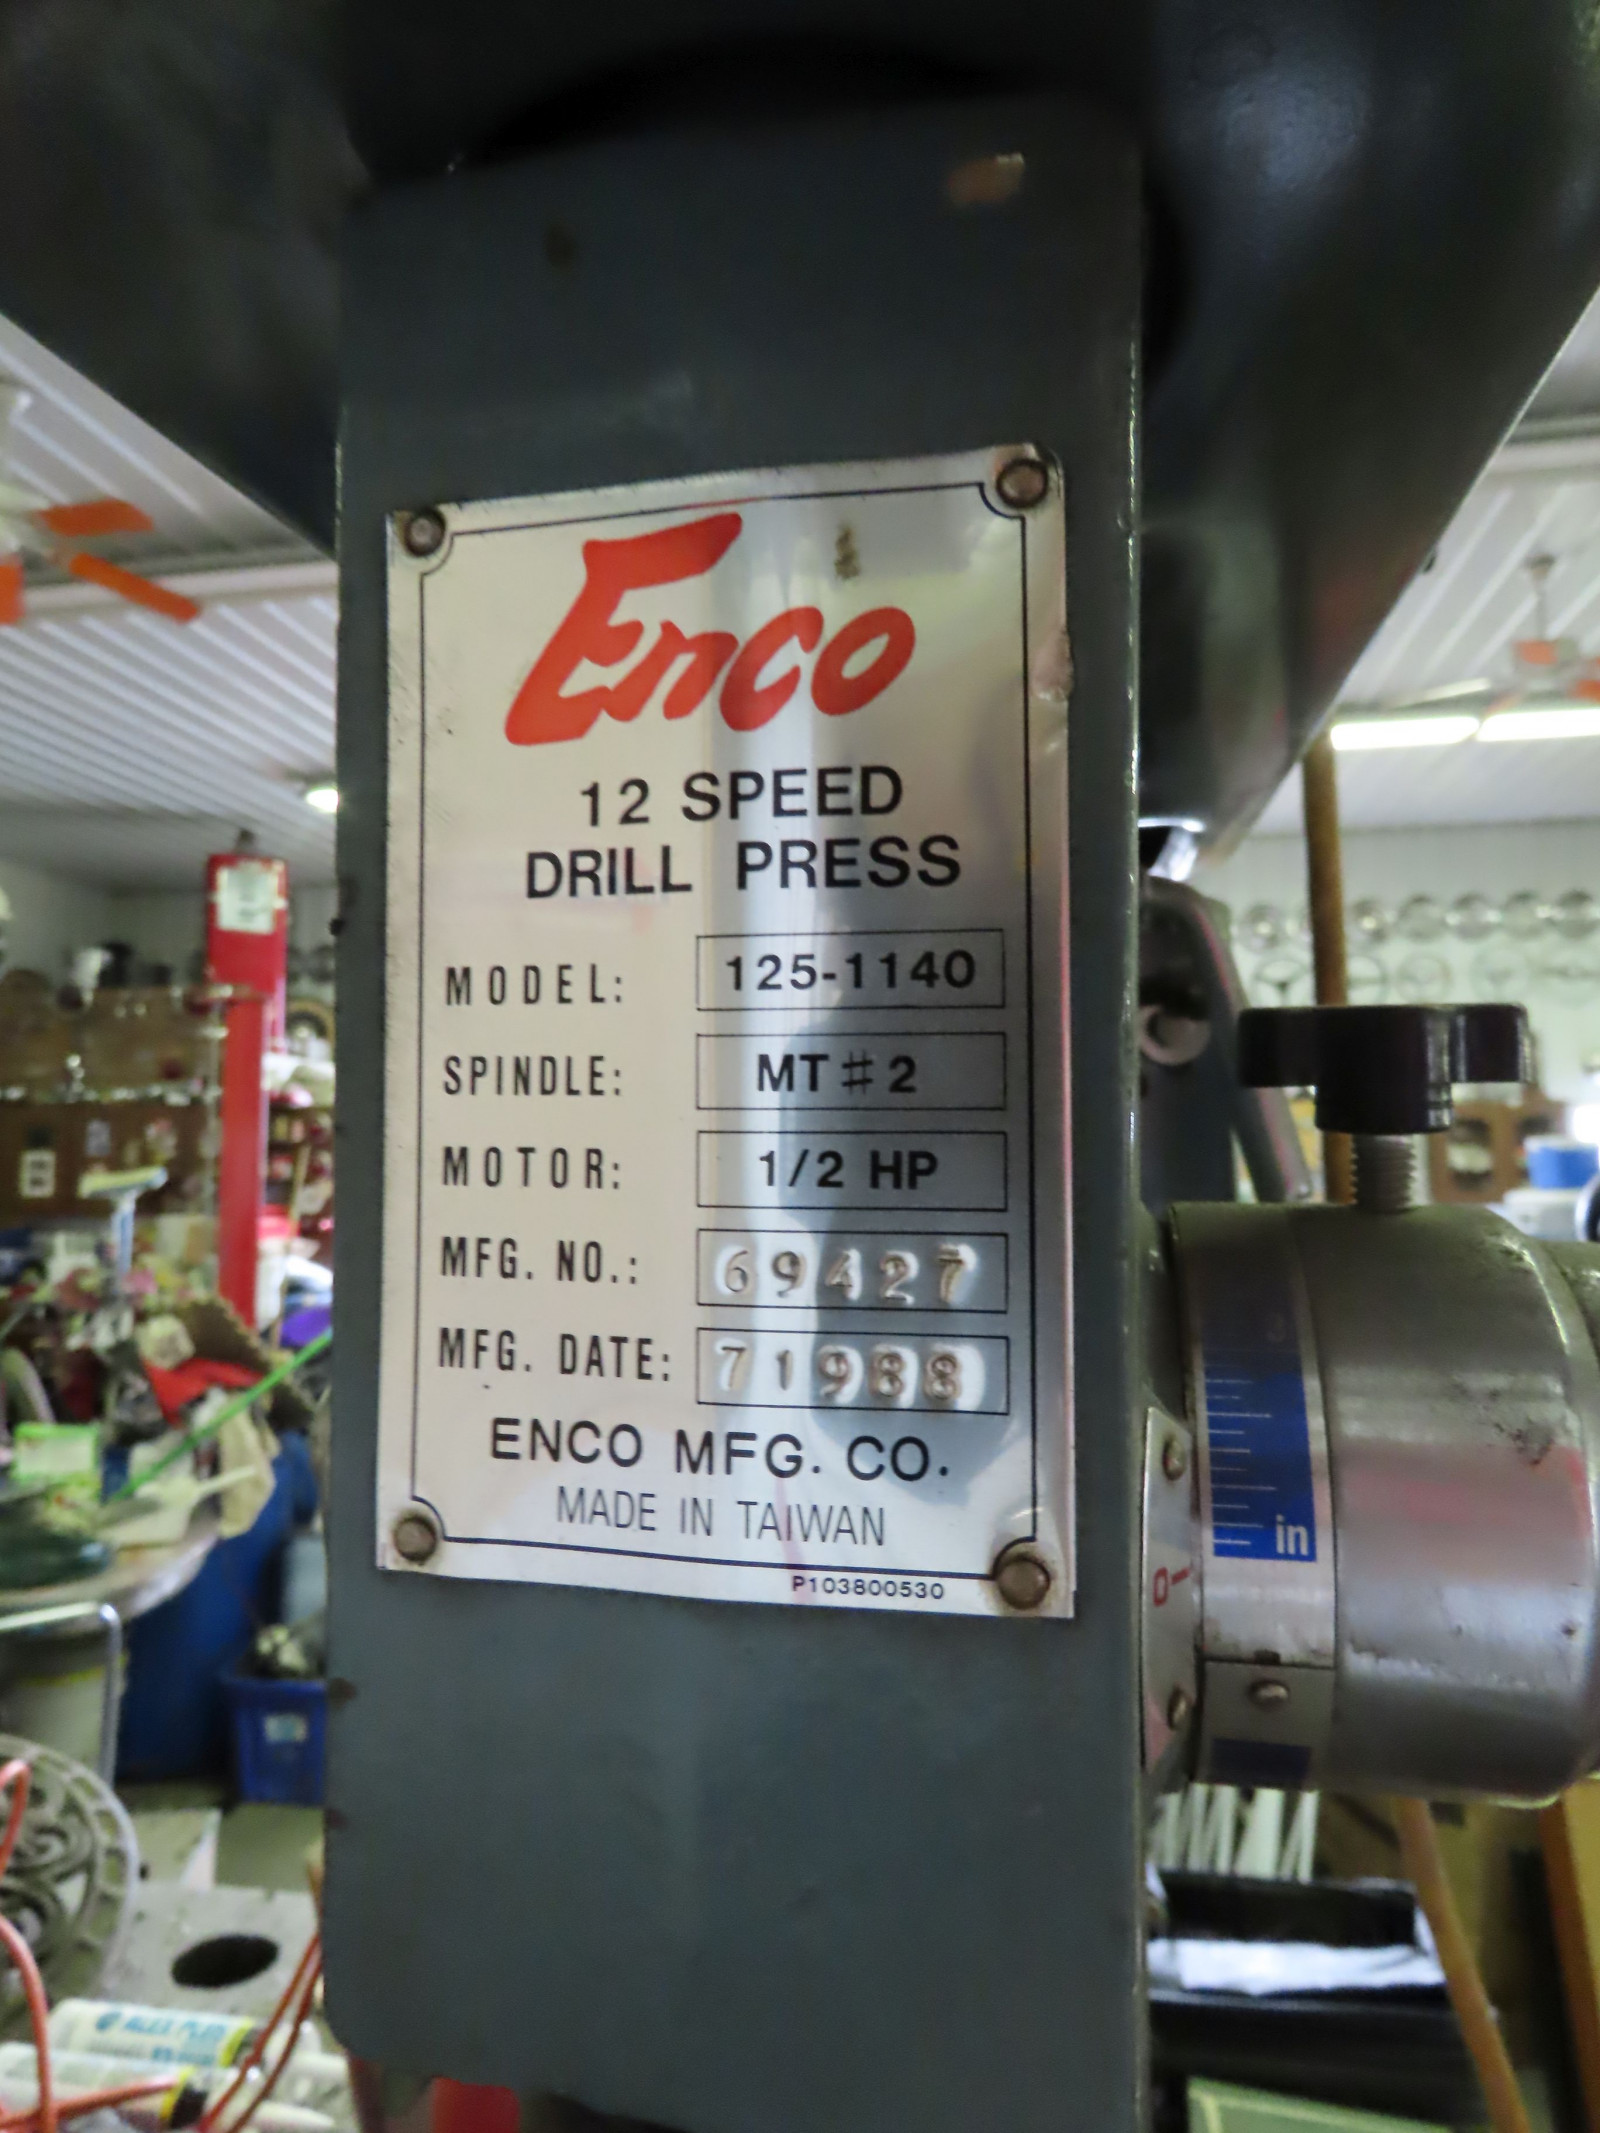 Enco
12 SPEED
DRILL PRESS
MODEL: 125-1140
SPINDLE: MT#2
MOTOR: 1/2 HP
MFG. NO.: 69427
MFG. DATE: 71988
ENCO MFG. CO.
MADE IN TAIWAN
P103800530
in
0